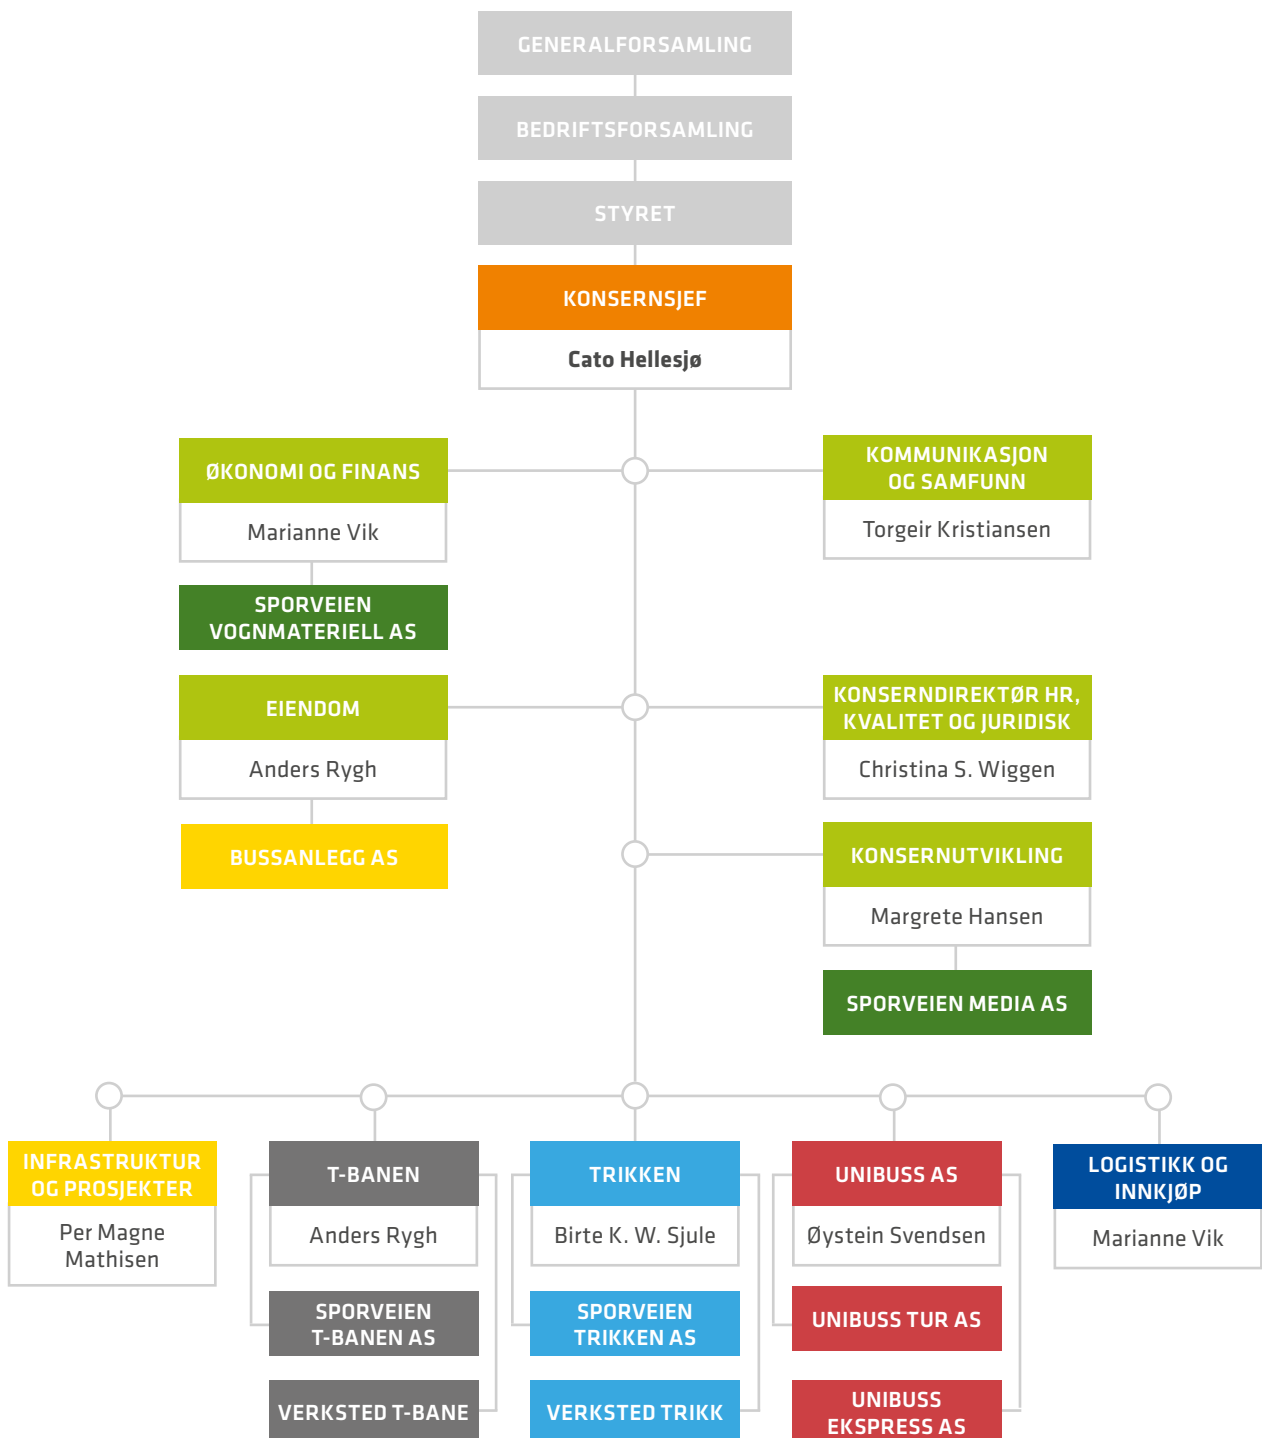 GENERALFORSAMLING
BEDRIFTSFORSAMLING
STYRET
KONSERNSJEF
Cato Hellesjø
ØKONOMI OG FINANS
Marianne Vik
SPORVEIEN
VOGNMATERIELL AS
KOMMUNIKASJON
OG SAMFUNN
Torgeir Kristiansen
EIENDOM
Anders Rygh
BUSSANLEGG AS
KONSERNDIREKTØR HR,
KVALITET OG JURIDISK
Christina S. Wiggen
KONSERNUTVIKLING
Margrete Hansen
SPORVEIEN MEDIA AS
INFRASTRUKTUR
OG PROSJEKTER
Per Magne
Mathisen
T-BANEN
Anders Rygh
SPORVEIEN
T-BANEN AS
VERKSTED T-BANE
TRIKKEN
Birte K. W. Sjule
SPORVEIEN
TRIKKEN AS
VERKSTED TRIKK
UNIBUSS AS
Øystein Svendsen
UNIBUSS TUR AS
UNIBUSS
EKSPRESS AS
LOGISTIKK OG
INNKJØP
Marianne Vik